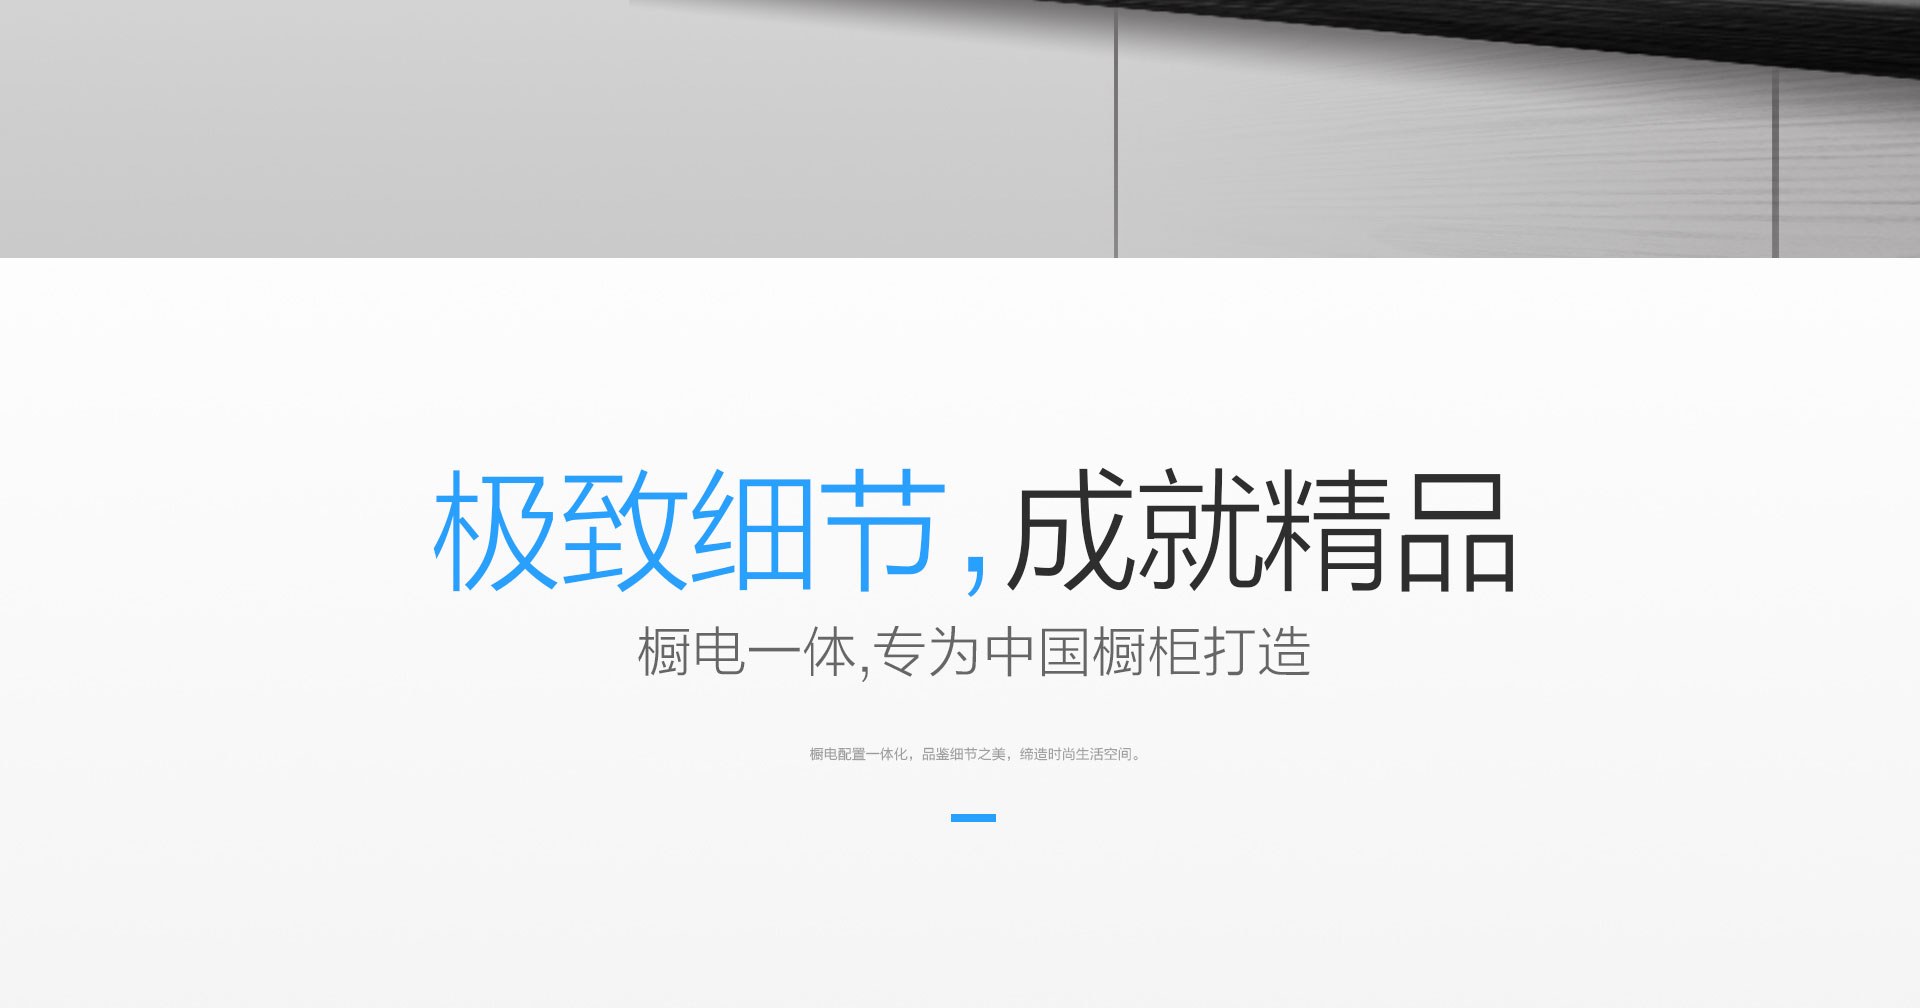 极致细节,成就精品
橱电一体,专为中国橱柜打造
橱电配置一体化，品鉴细节之美，缔造时尚生活空间。